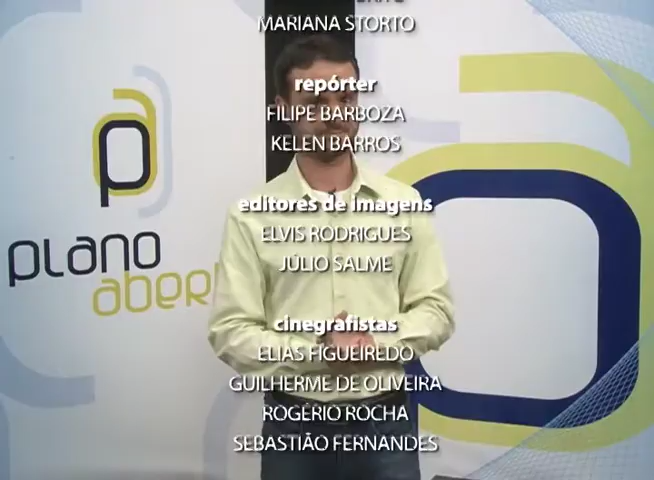 MARIANA STORTO
repórter
FILIPE BARBOZA
KELEN BARROS
editores de imagens
ELVIS RODRIGUES
JÚLIO SALME
cinegrafistas
ELIAS FIGUEIREDO
GUILHERME DE OLIVEIRA
ROGÉRIO ROCHA
SEBASTIÃO FERNANDES
plano